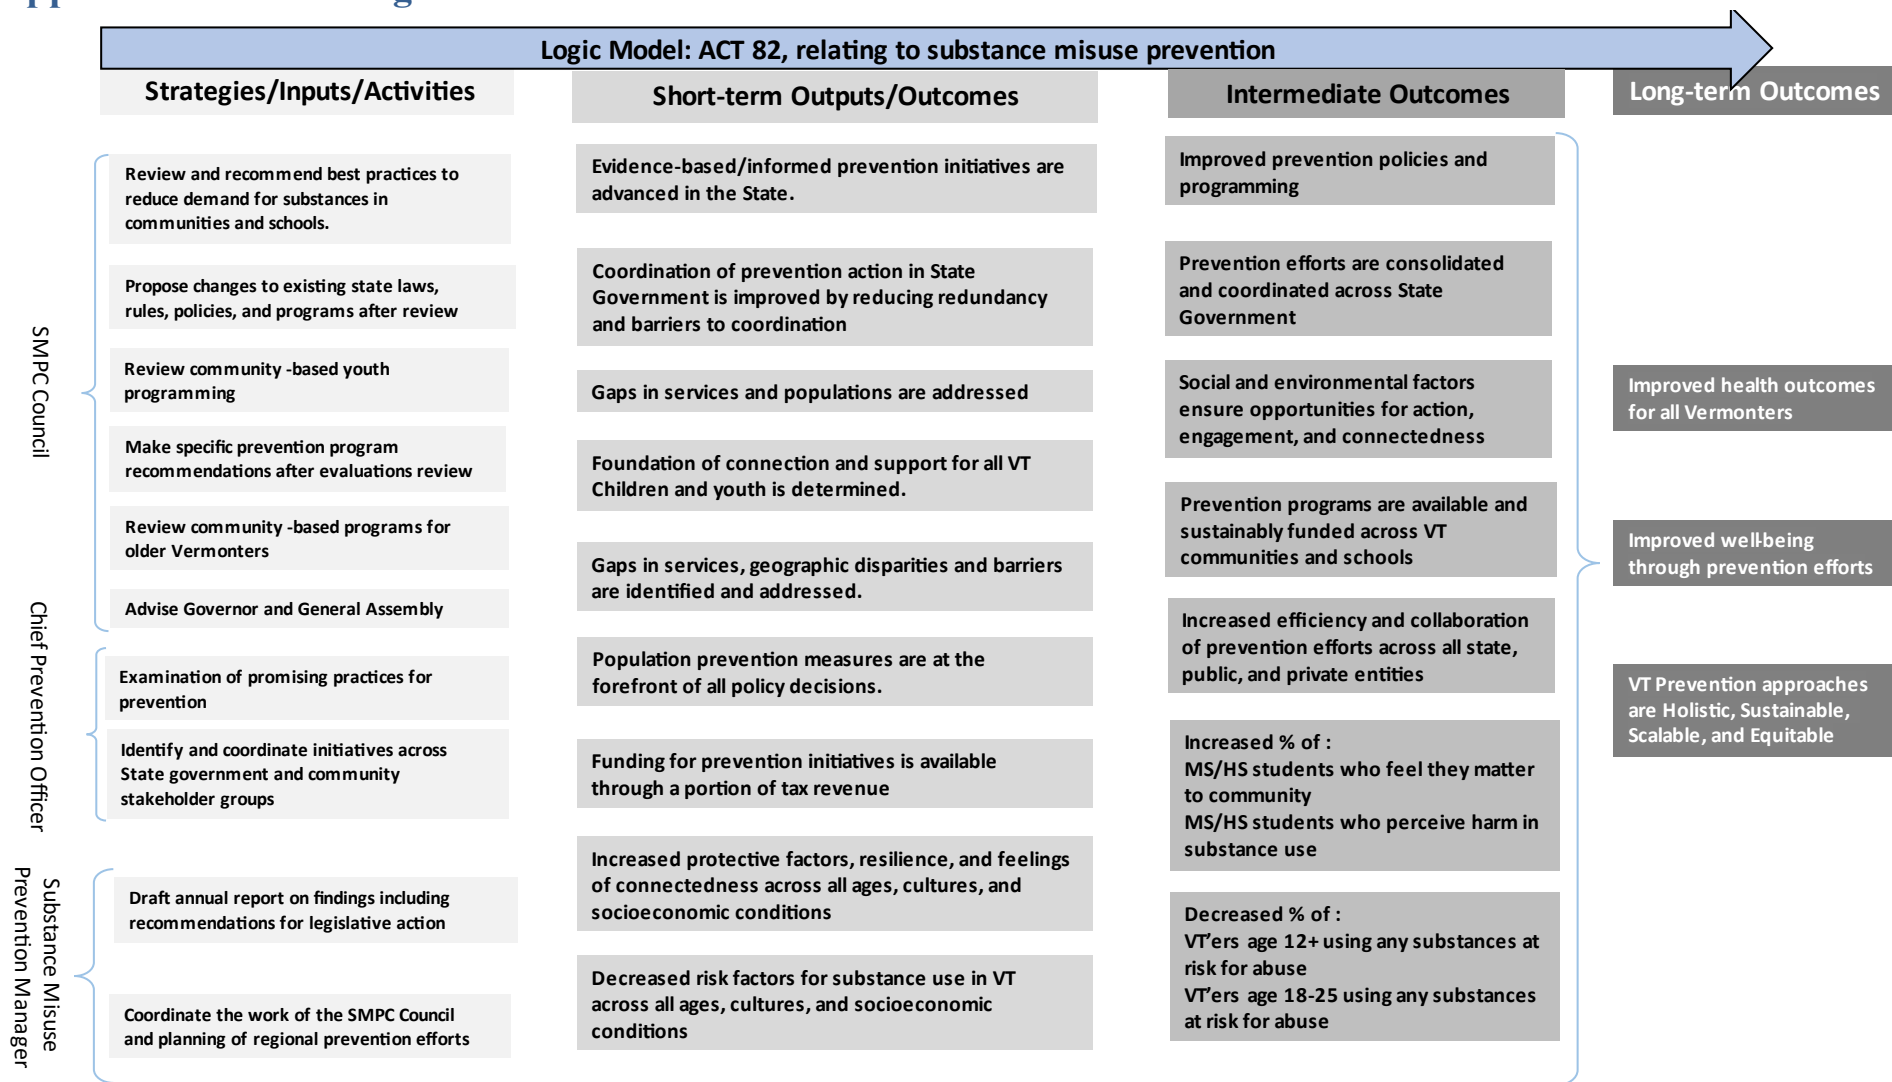 Logic Model: ACT 82, relating to substance misuse prevention
Strategies/Inputs/Activities
SMPC Council
Review and recommend best practices to
reduce demand for substances in
communities and schools.
Propose changes to existing state laws,
rules, policies, and programs after review
Review community -based youth
programming
Make specific prevention program
recommendations after evaluations review
Review community -based programs for
older Vermonters
Advise Governor and General Assembly
Chief Prevention Officer
Examination of promising practices for
prevention
Identify and coordinate initiatives across
State government and community
stakeholder groups
Substance Misuse
Prevention Manager
Draft annual report on findings including
recommendations for legislative action
Coordinate the work of the SMPC Council
and planning of regional prevention efforts
Short-term Outputs/Outcomes
Evidence-based/informed prevention initiatives are
advanced in the State.
Coordination of prevention action in State
Government is improved by reducing redundancy
and barriers to coordination
Gaps in services and populations are addressed
Foundation of connection and support for all VT
Children and youth is determined.
Gaps in services, geographic disparities and barriers
are identified and addressed.
Population prevention measures are at the
forefront of all policy decisions.
Funding for prevention initiatives is available
through a portion of tax revenue
Increased protective factors, resilience, and feelings
of connectedness across all ages, cultures, and
socioeconomic conditions
Decreased risk factors for substance use in VT
across all ages, cultures, and socioeconomic
conditions
Intermediate Outcomes
Improved prevention policies and
programming
Prevention efforts are consolidated
and coordinated across State
Government
Social and environmental factors
ensure opportunities for action,
engagement, and connectedness
Prevention programs are available and
sustainably funded across VT
communities and schools
Increased efficiency and collaboration
of prevention efforts across all state,
public, and private entities
Increased % of :
MS/HS students who feel they matter
to community
MS/HS students who perceive harm in
substance use
Decreased % of :
VT'ers age 12+ using any substances at
risk for abuse
VT'ers age 18-25 using any substances
at risk for abuse
Long-term Outcomes
Improved health outcomes
for all Vermonters
Improved well-being
through prevention efforts
VT Prevention approaches
are Holistic, Sustainable,
Scalable, and Equitable